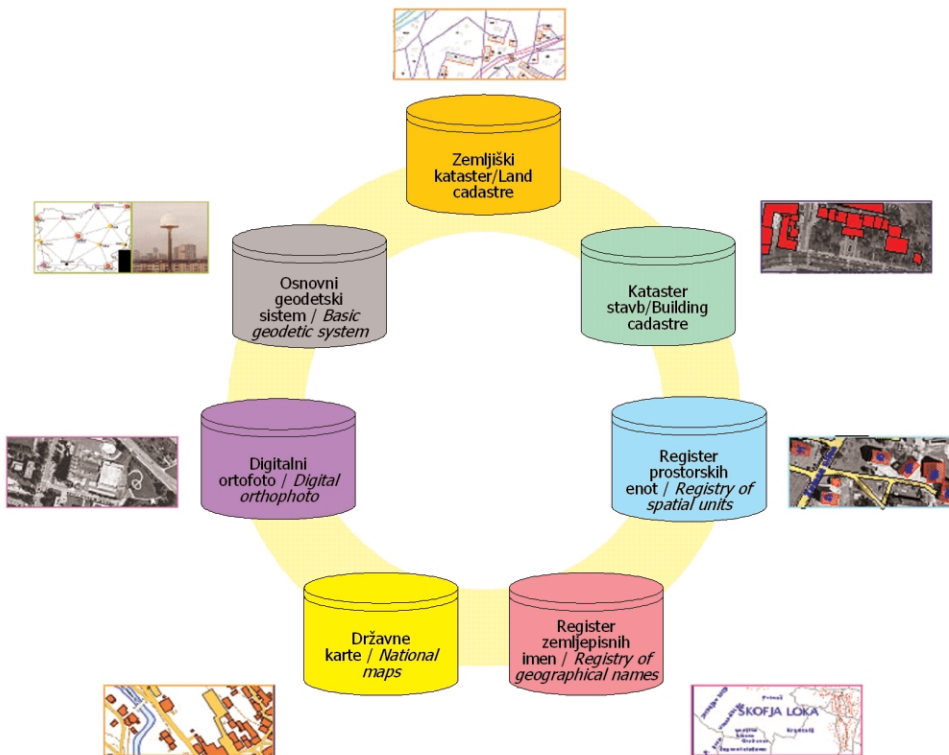 Zemljiški
kataster/Land
cadastre
Osnovni
geodetski
sistem / Basic
geodetic system
Kataster
stavb/Building
cadastre
Digitalni
ortofoto / Digital
orthophoto
Register
prostorskih
enot / Registry of
spatial units
Državne
karte / National
maps
Register
zemljepisnih
imen / Registry of
geographical names
ŠKOFJA LOKA